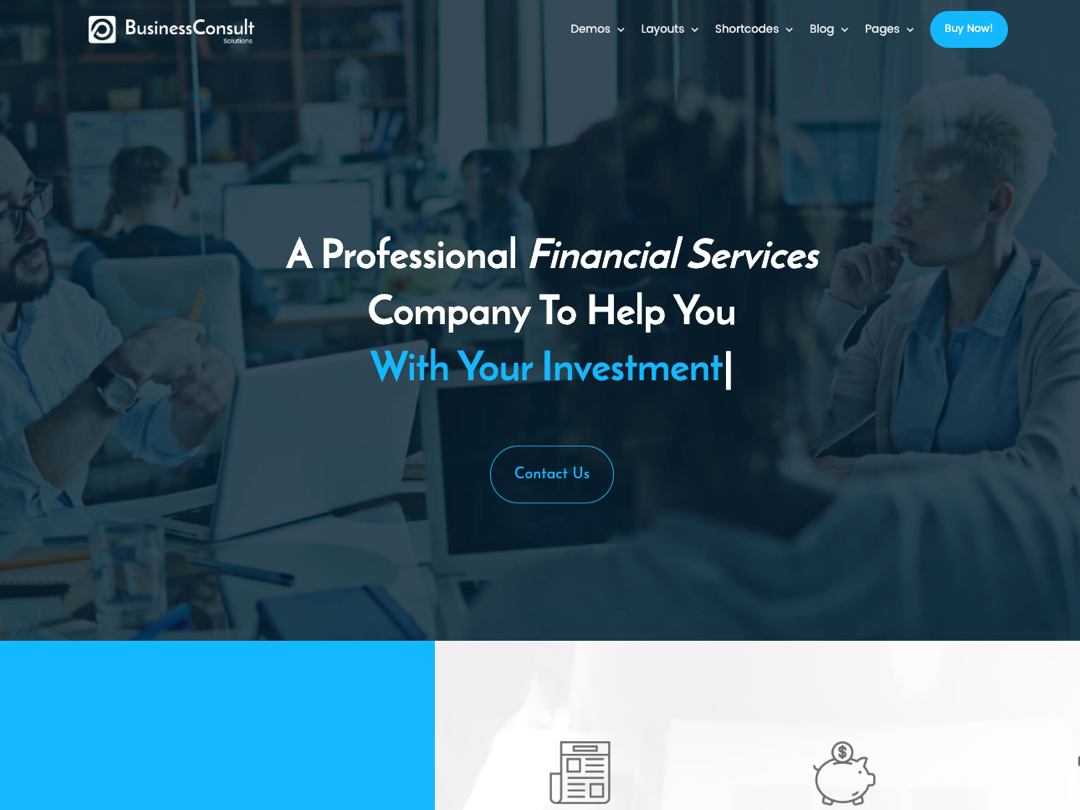 BusinessConsult
Solutions
Demos
Layouts
Shortcodes
Blog
Pages
Buy Now!
A Professional Financial Services
Company To Help You
With Your Investment|
Contact Us
$